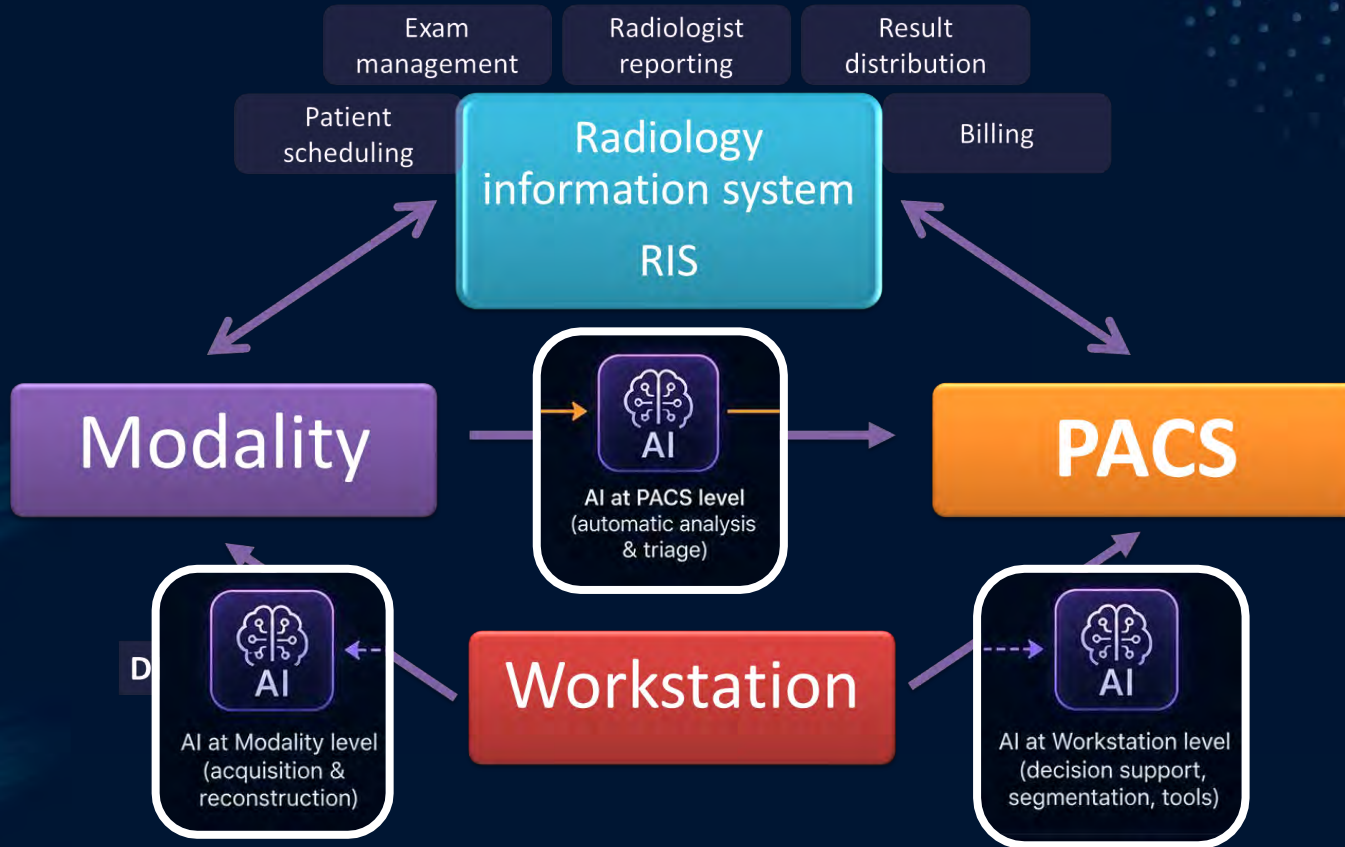 Exam
management
Radiologist
reporting
Result
distribution
Patient
scheduling
Billing
Radiology
information system
RIS
Modality
AI
AI at PACS level
(automatic analysis
& triage)
PACS
D
AI
AI at Modality level
(acquisition &
reconstruction)
Workstation
AI
AI at Workstation level
(decision support,
segmentation, tools)